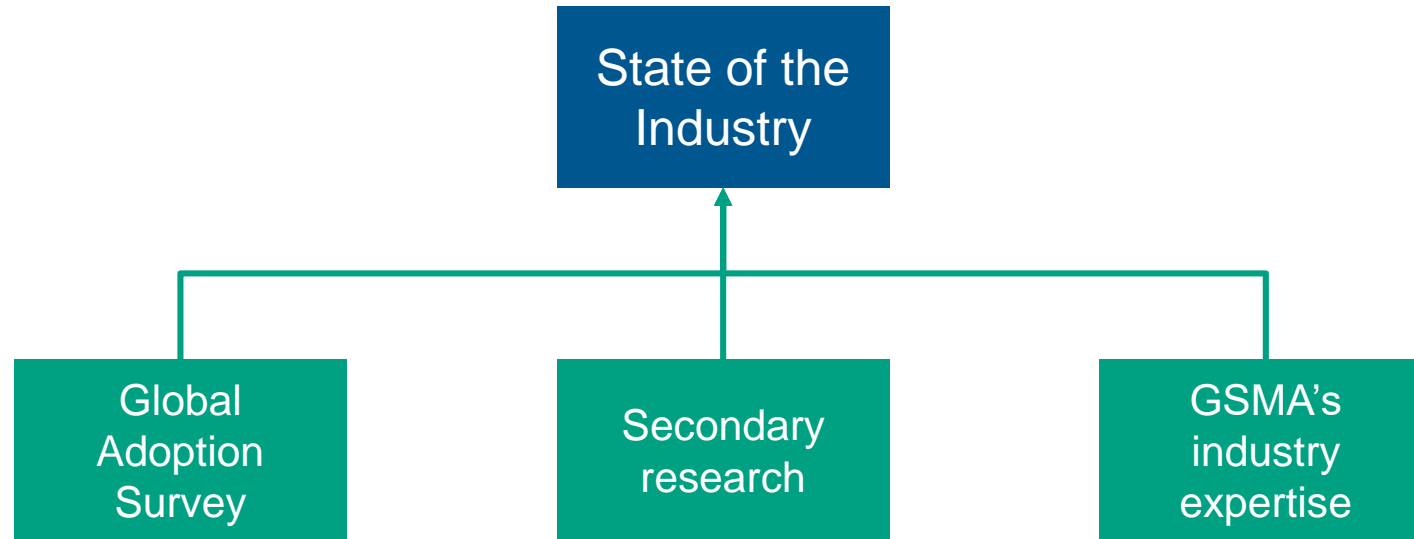 State of the
Industry
Global
Adoption
Survey
Secondary
research
GSMA’s
industry
expertise